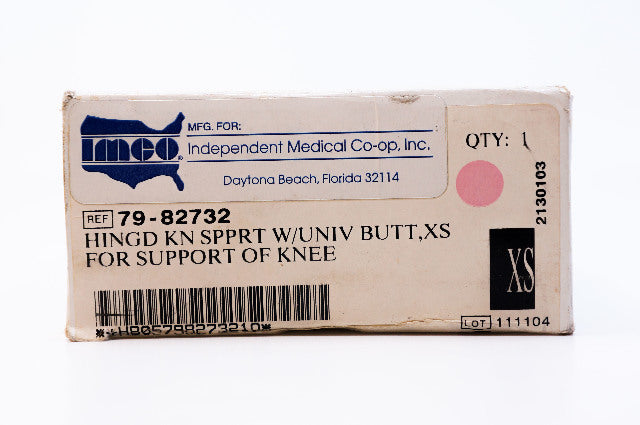 imco®
MFG. FOR:
Independent Medical Co-op, Inc.
Daytona Beach, Florida 32114
QTY: 1
REF 79-82732
HINGD KN SPPRT W/UNIV BUTT,XS
FOR SUPPORT OF KNEE
2130103
XS
*+H805798273210*
LOT 111104